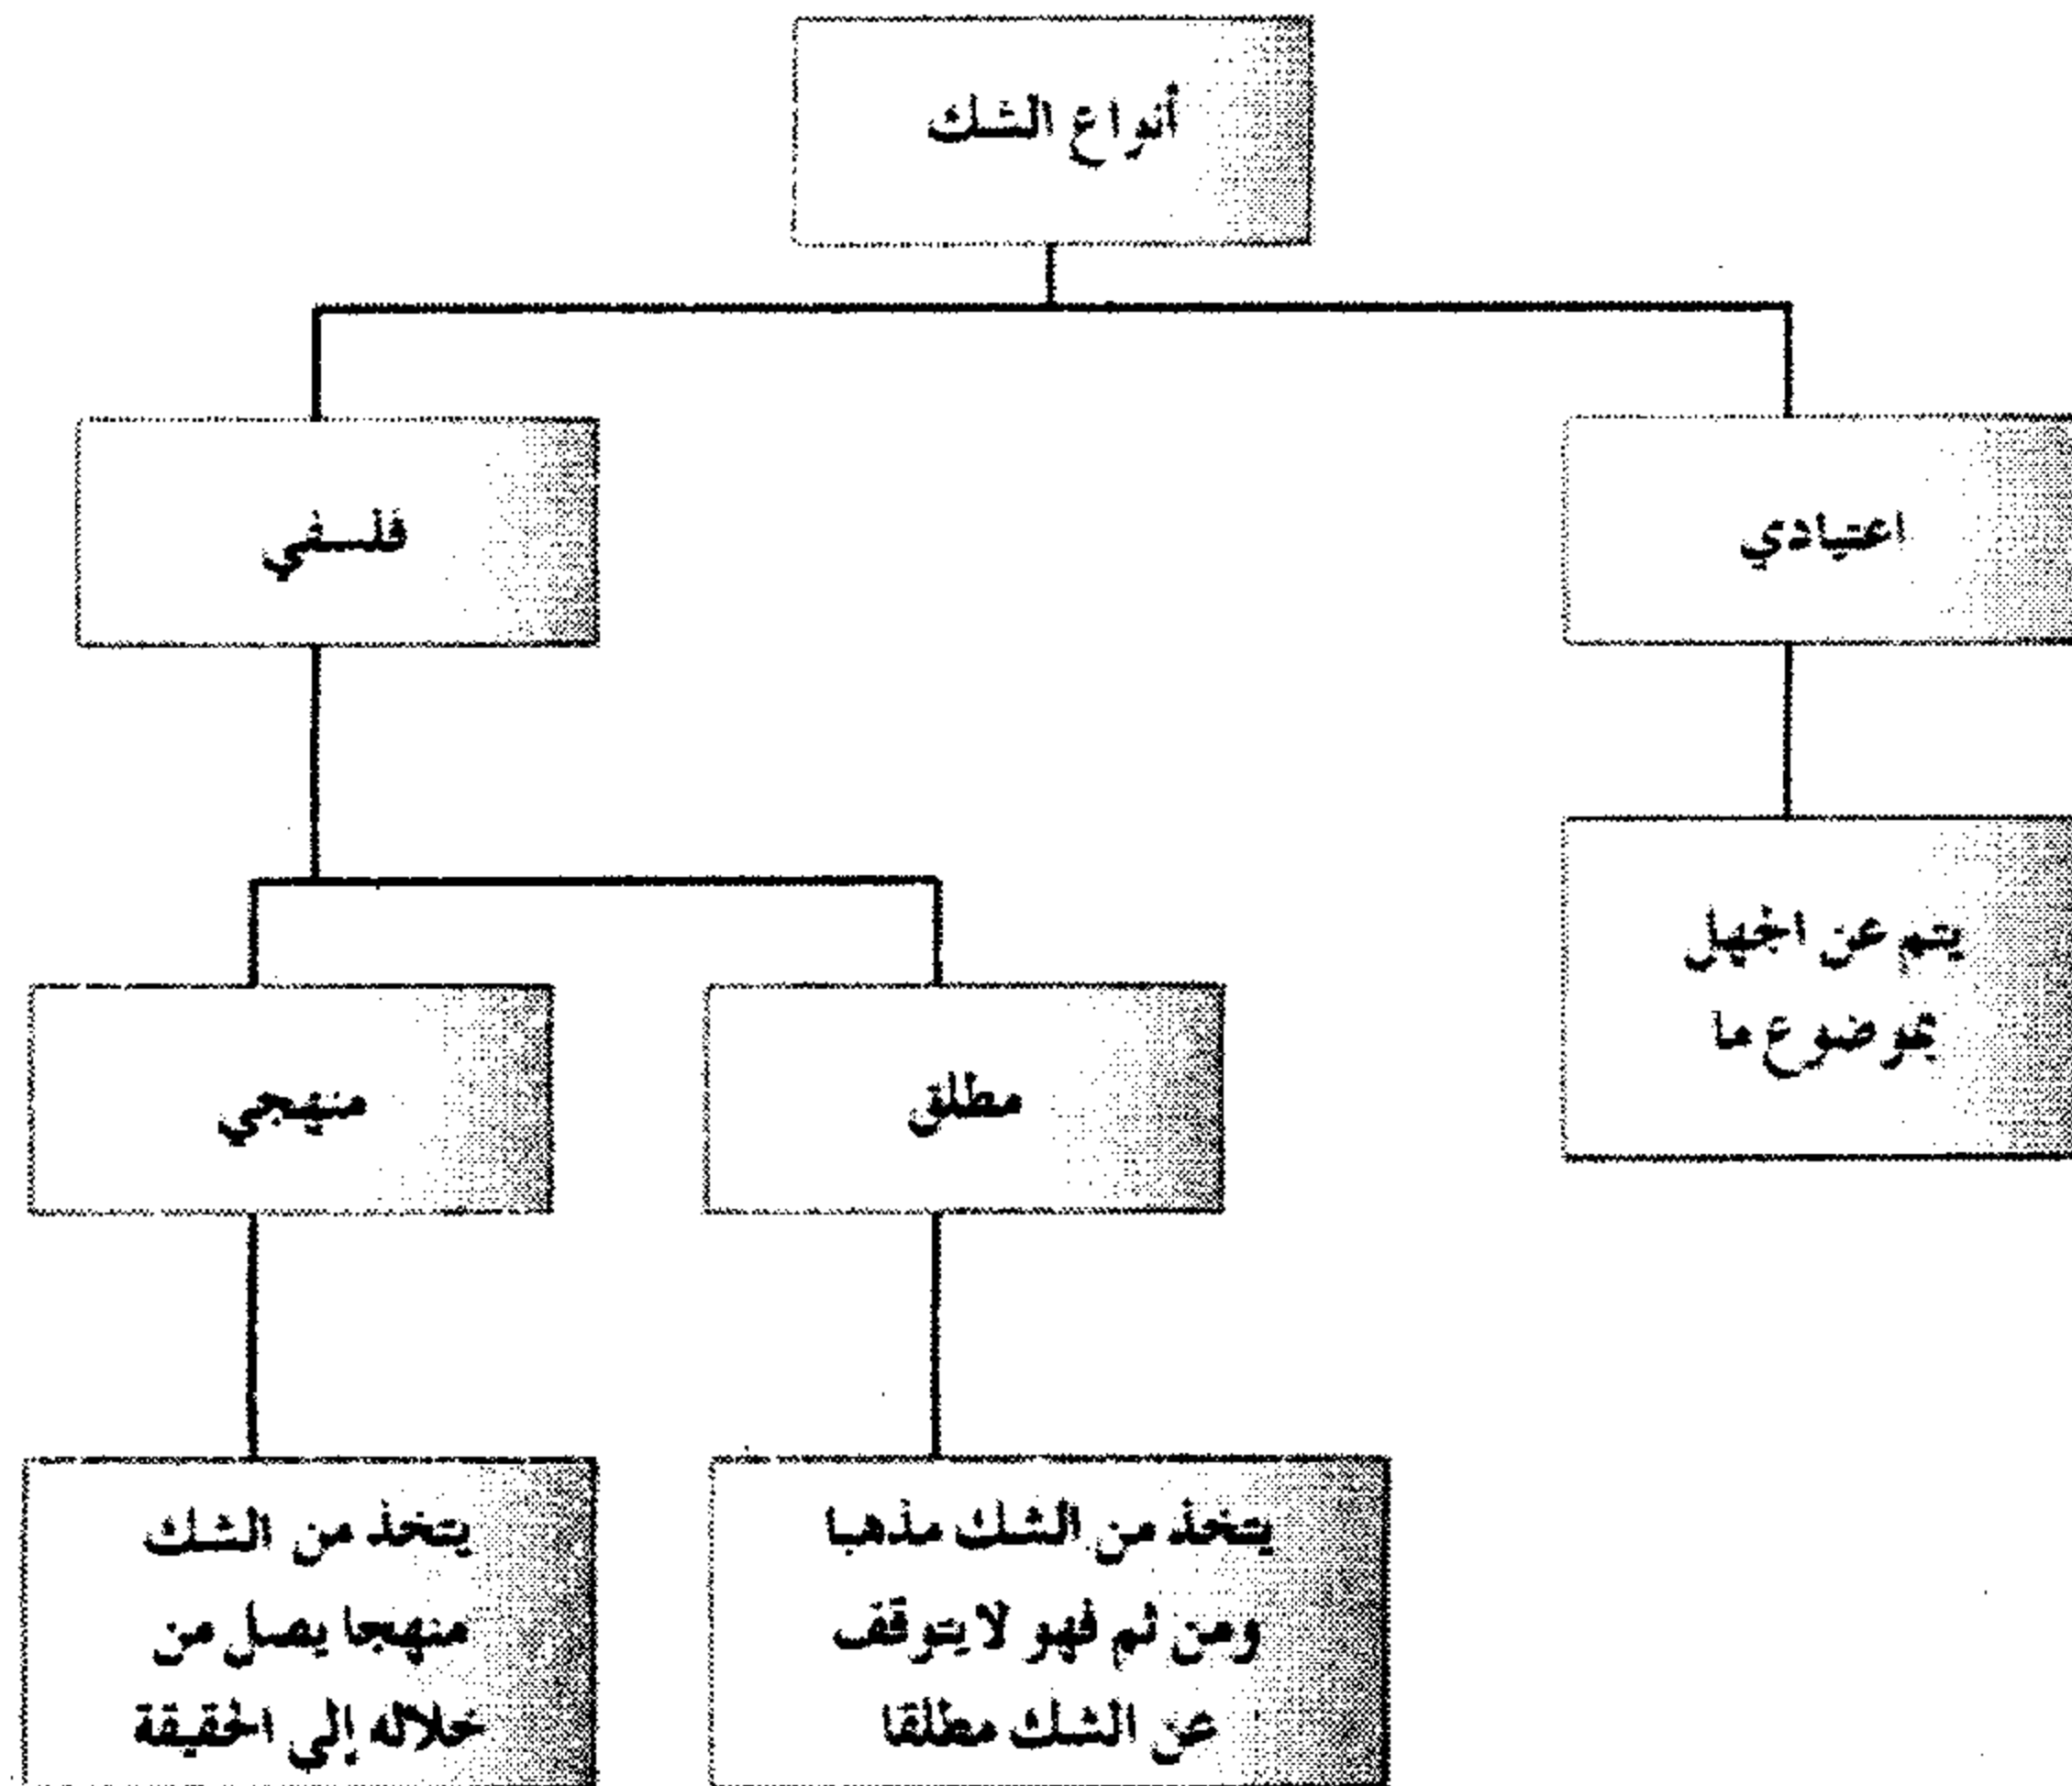 أنواع الشك
اعتيادي
فلسفي
يتم عن الجهل
بموضوع ما
مطلق
منهجي
يتخذ من الشك مذهبا
ومن ثم فهو لا يتوقف
عن الشك مطلقا
يتخذ من الشك
منهجا يصل من
خلاله إلى الحقيقة